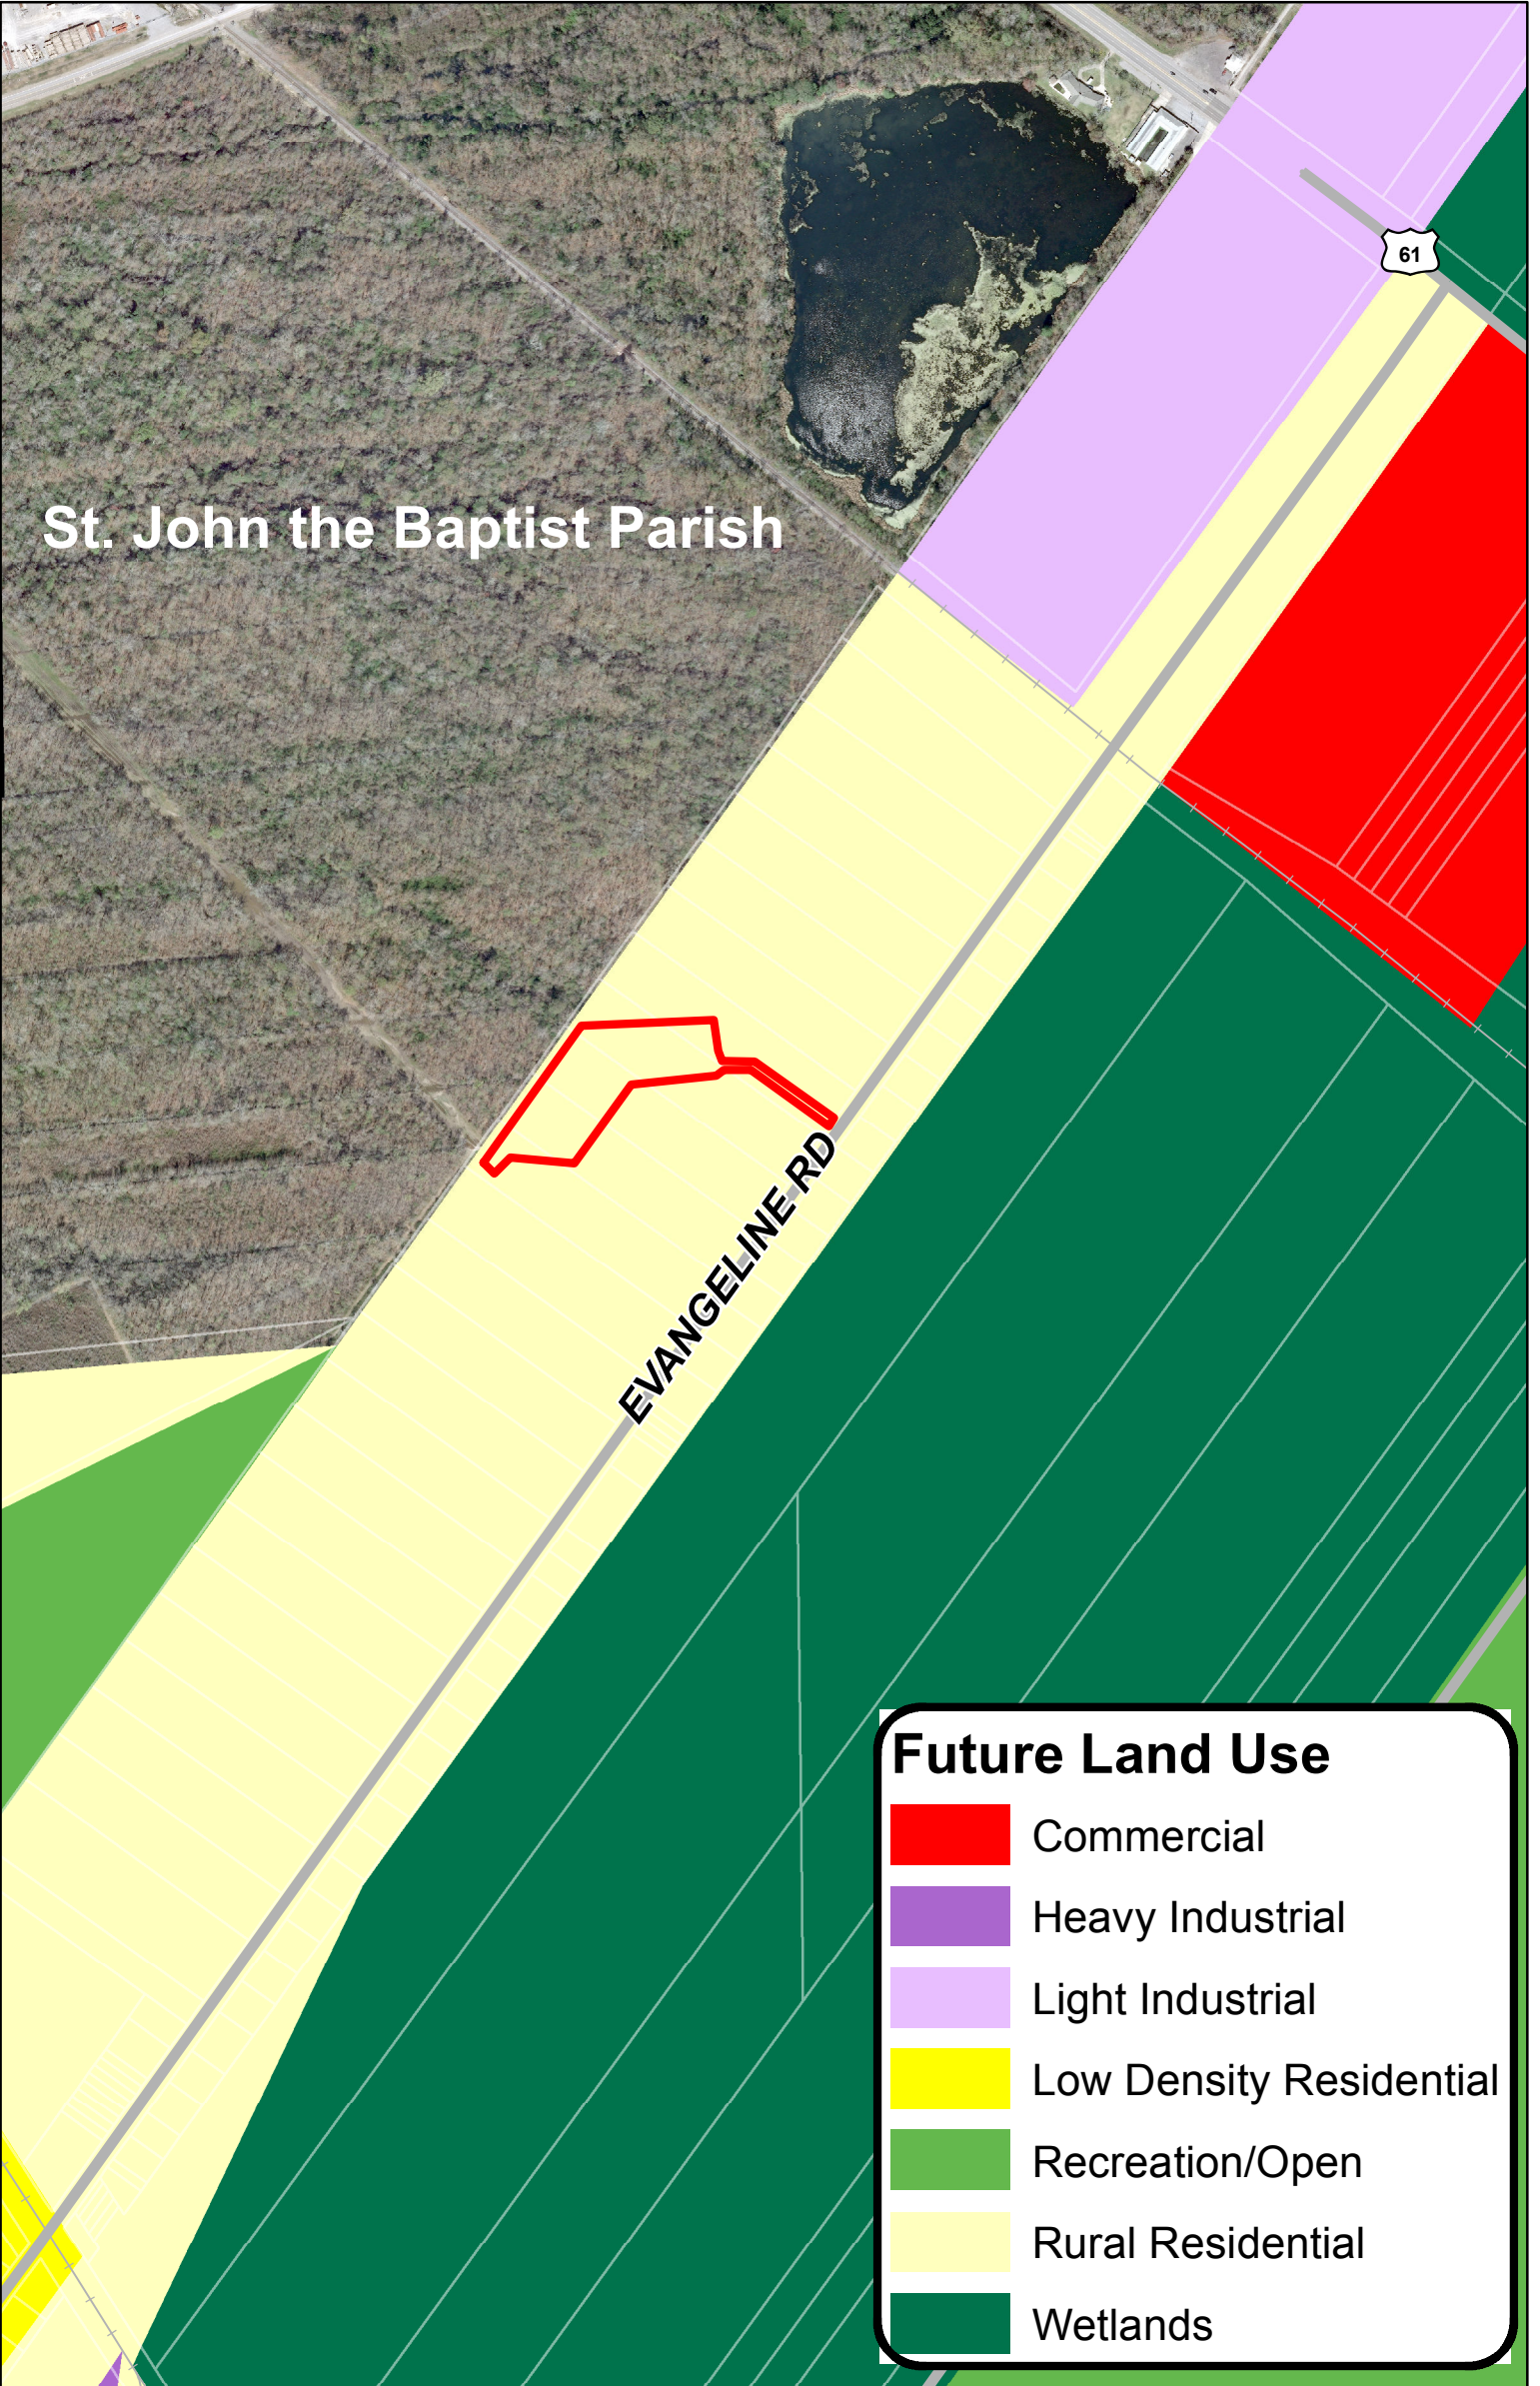 61
St. John the Baptist Parish
EVANGELINE RD
Future Land Use
Commercial
Heavy Industrial
Light Industrial
Low Density Residential
Recreation/Open
Rural Residential
Wetlands